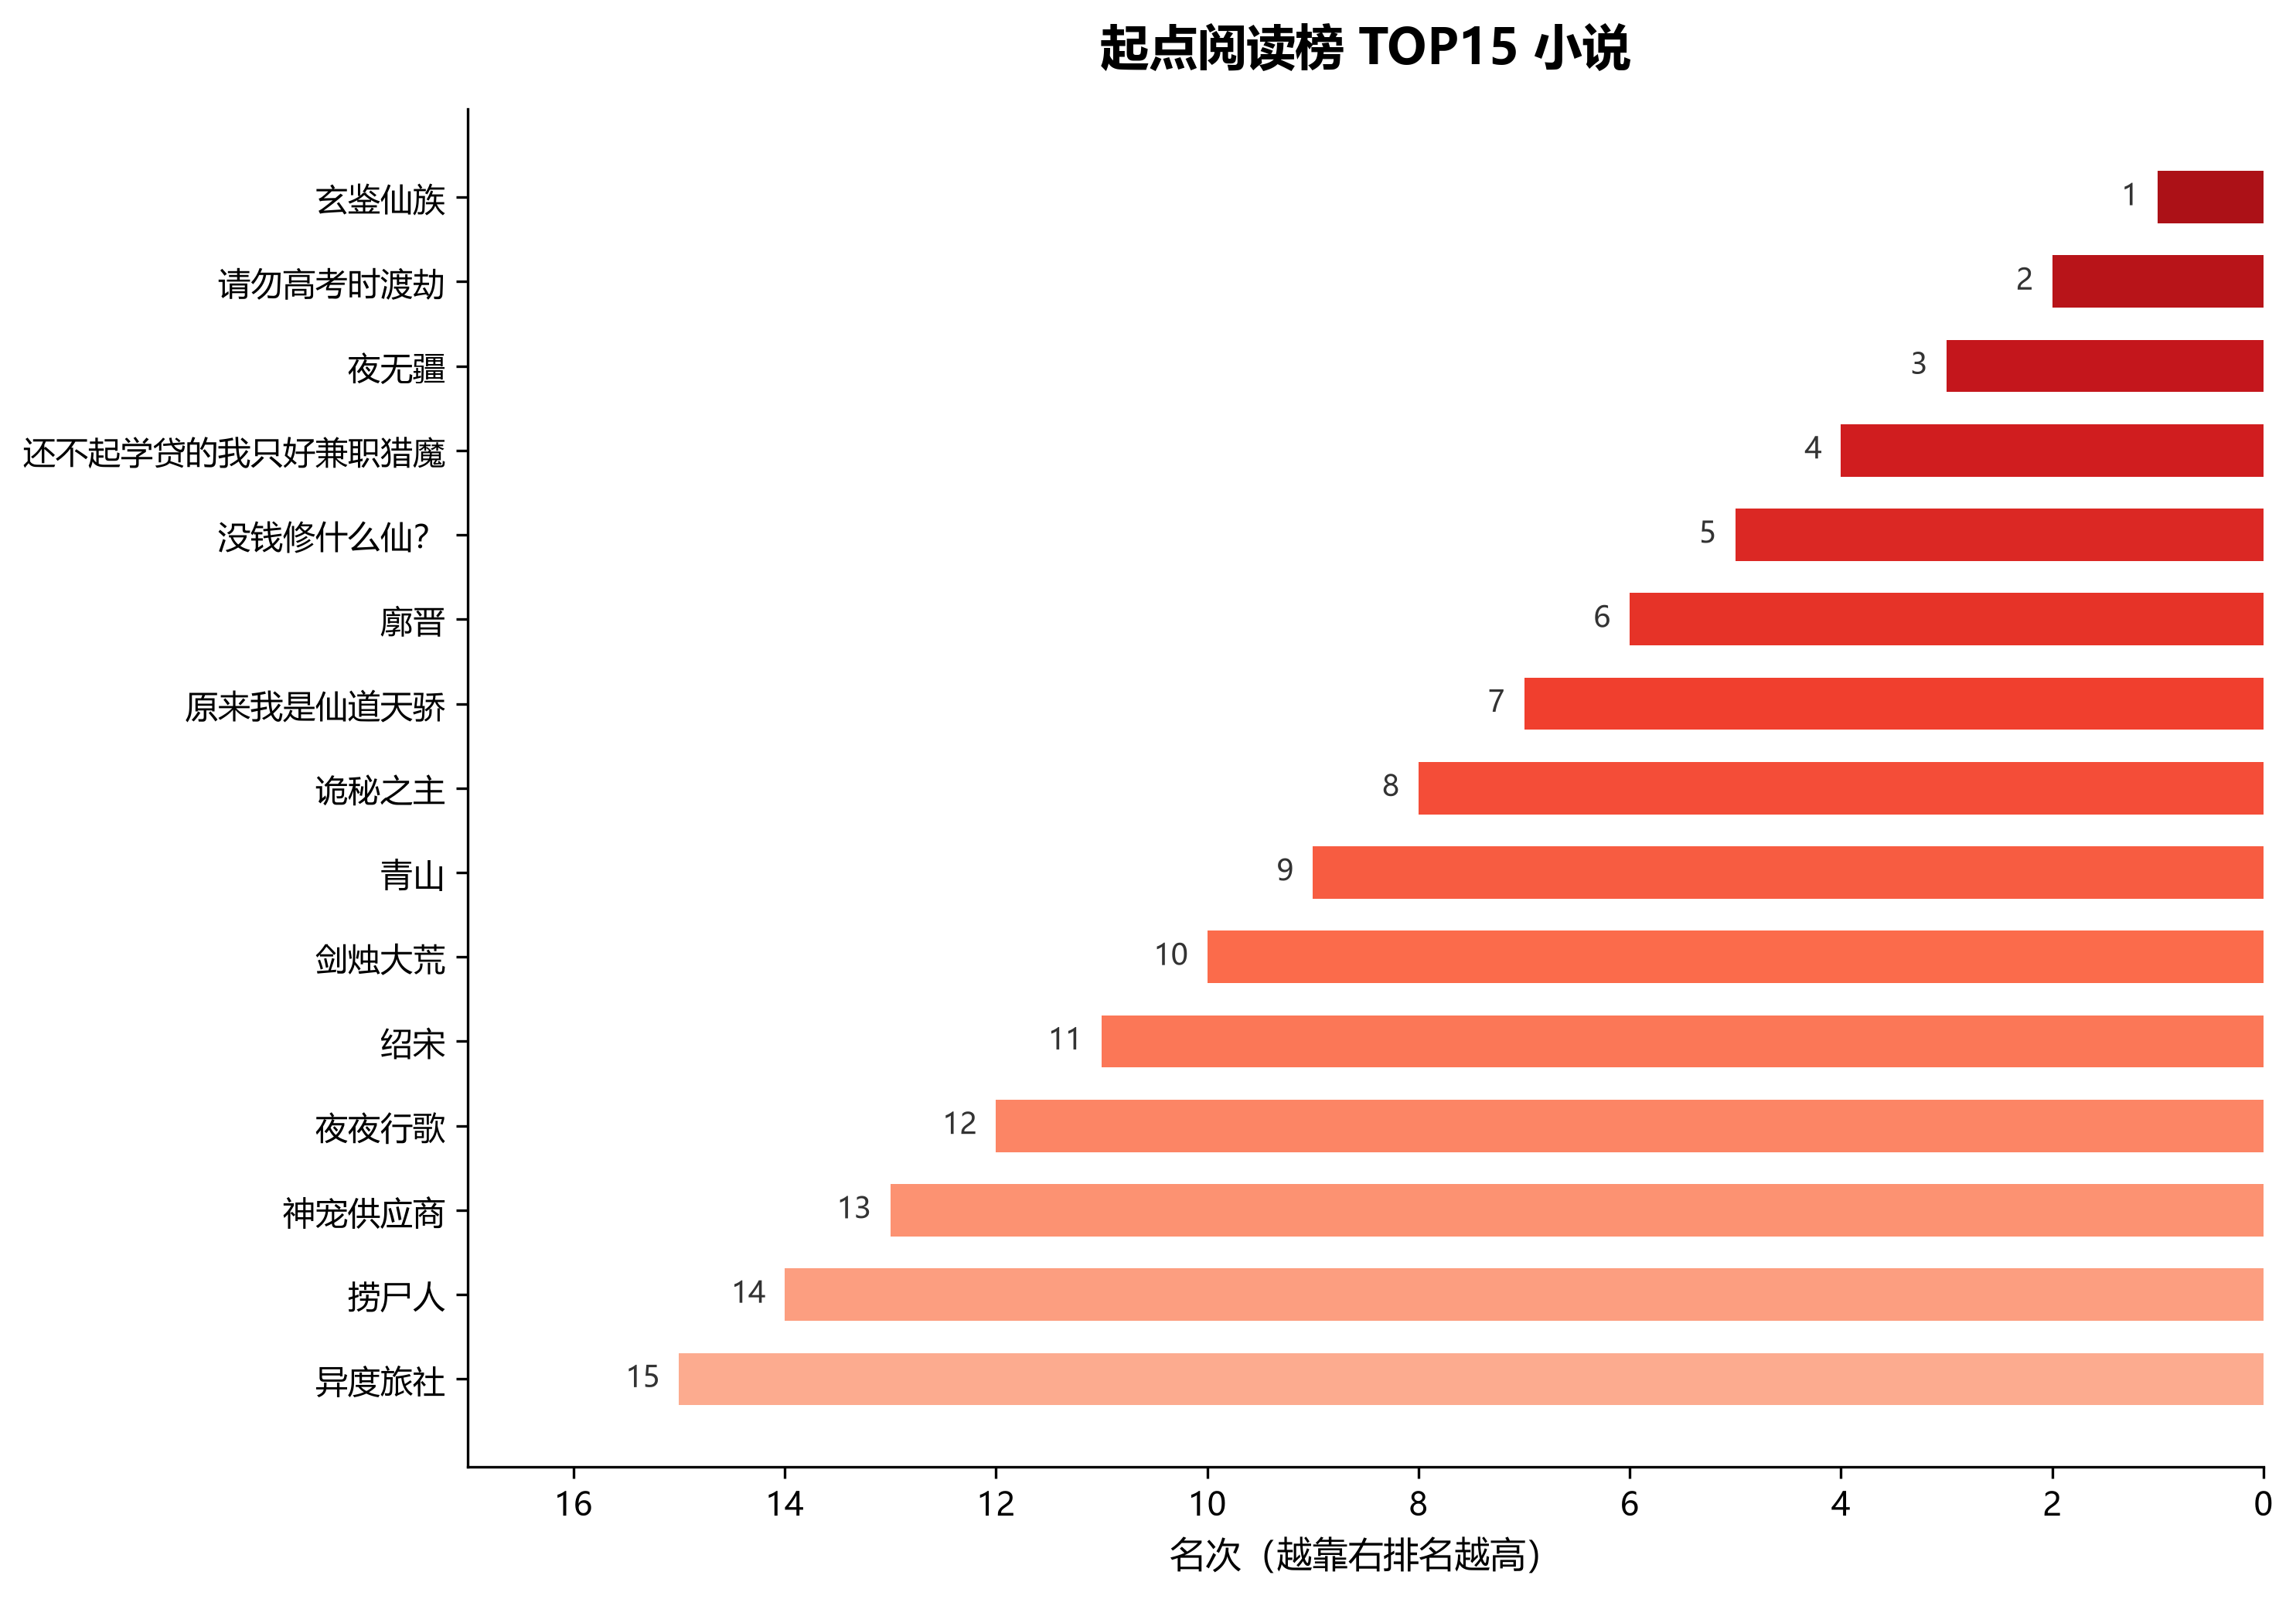 起点阅读榜 TOP15 小说
玄鉴仙族 1
请勿高考时渡劫 2
夜无疆 3
还不起学贷的我只好兼职猎魔 4
没钱修什么仙？ 5
廓晋 6
原来我是仙道天骄 7
诡秘之主 8
青山 9
剑烛大荒 10
绍宋 11
夜夜行歌 12
神宠供应商 13
捞尸人 14
异度旅社 15
16 14 12 10 8 6 4 2 0
名次（越靠右排名越高）